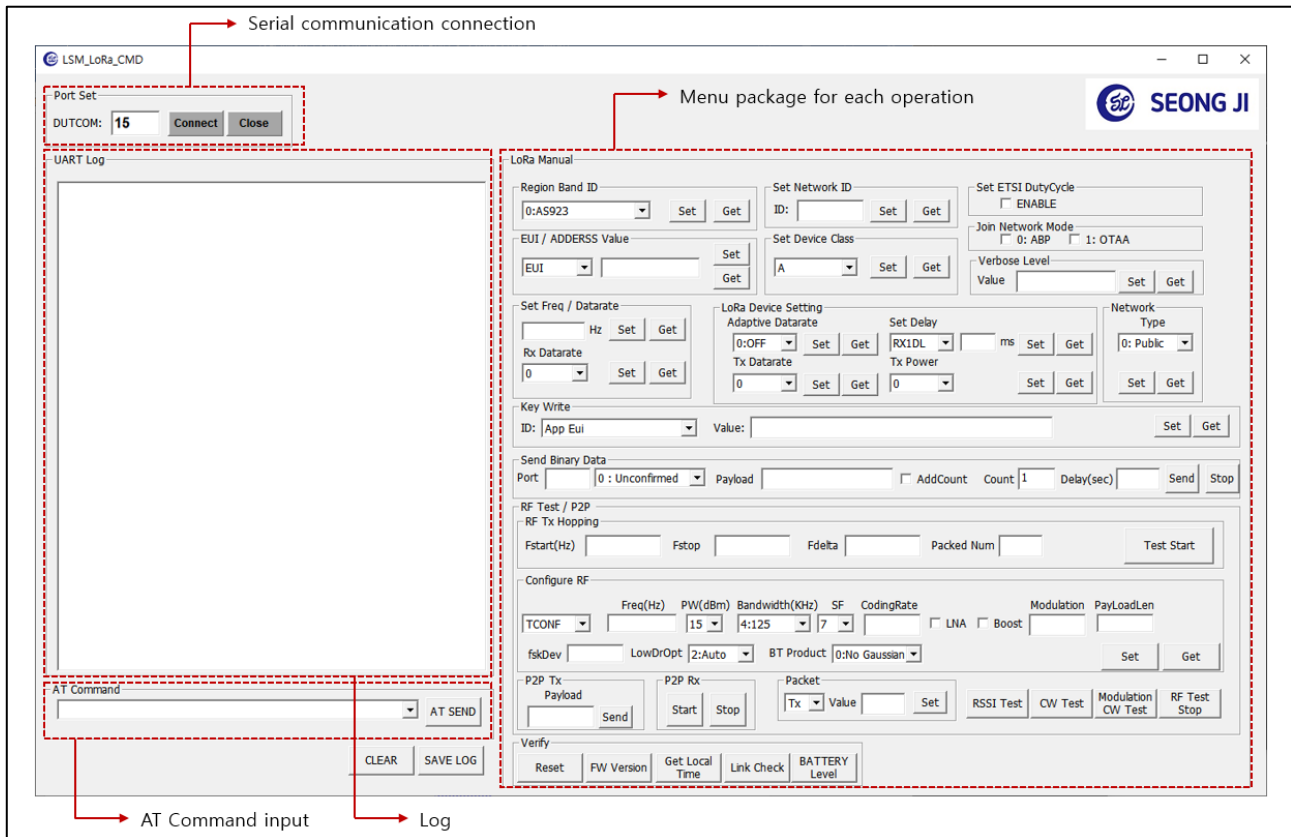 Serial communication connection
LSM_LoRa_CMD
Port Set
DUTCOM: 15 Connect Close
Menu package for each operation
SEONG JI
UART Log
LoRa Manual
Region Band ID
0:AS923 Set Get
Set Network ID
ID: Set Get
Set ETSI DutyCycle
ENABLE
Join Network Mode
0: ABP 1: OTAA
EUI / ADDERSS Value
EUI Set Get
Set Device Class
A Set Get
Verbose Level
Value Set Get
Set Freq / Datarate
Hz Set Get
Rx Datarate
0 Set Get
LoRa Device Setting
Adaptive Datarate Set Delay
0:OFF Set Get RX1DL ms Set Get
Tx Datarate Tx Power
0 Set Get 0 Set Get
Network
Type
0: Public
Set Get
Key Write
ID: App Eui Value: Set Get
Send Binary Data
Port 0 : Unconfirmed Payload AddCount Count 1 Delay(sec) Send Stop
RF Test / P2P
RF Tx Hopping
Fstart(Hz) Fstop Fdelta Packed Num Test Start
Configure RF
Freq(Hz) PW(dBm) Bandwidth(KHz) SF CodingRate Modulation PayLoadLen
TCONF 15 4:125 7 LNA Boost
fskDev LowDrOpt 2:Auto BT Product 0:No Gaussian Set Get
P2P Tx
Payload
Send
P2P Rx
Start Stop
Packet
Tx Value Set
RSSI Test CW Test Modulation CW Test RF Test Stop
AT Command
AT SEND
CLEAR SAVE LOG
Verify
Reset FW Version Get Local Time Link Check BATTERY Level
AT Command input
Log